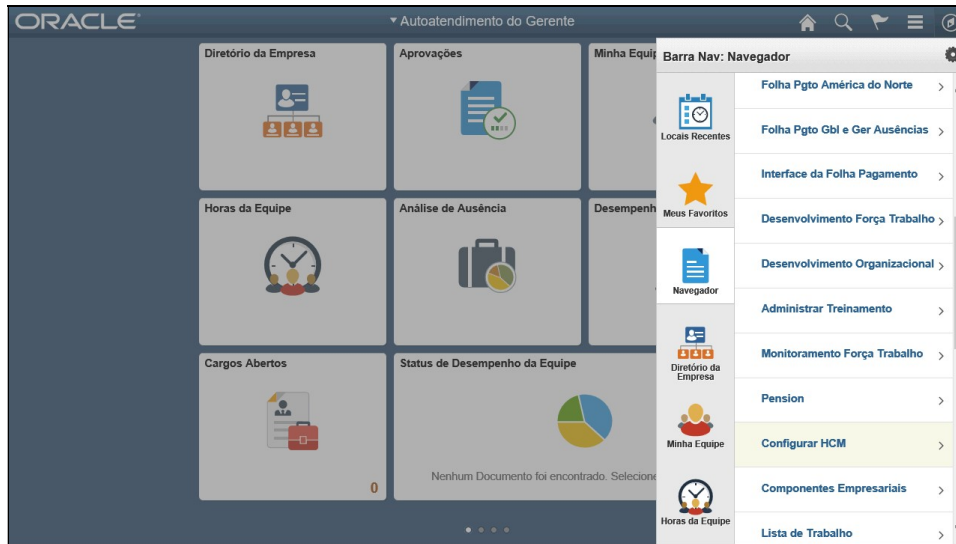 ORACLE
Autoatendimento do Gerente
Diretório da Empresa
Aprovações
Minha Equip
Horas da Equipe
Análise de Ausência
Desempenh
Cargos Abertos
0
Status de Desempenho da Equipe
Nenhum Documento foi encontrado. Selecione
Barra Nav: Navegador
Locais Recentes
Meus Favoritos
Navegador
Diretório da
Empresa
Minha Equipe
Horas da Equipe
Folha Pgto América do Norte
Folha Pgto Gbl e Ger Ausências
Interface da Folha Pagamento
Desenvolvimento Força Trabalho
Desenvolvimento Organizacional
Administrar Treinamento
Monitoramento Força Trabalho
Pension
Configurar HCM
Componentes Empresariais
Lista de Trabalho